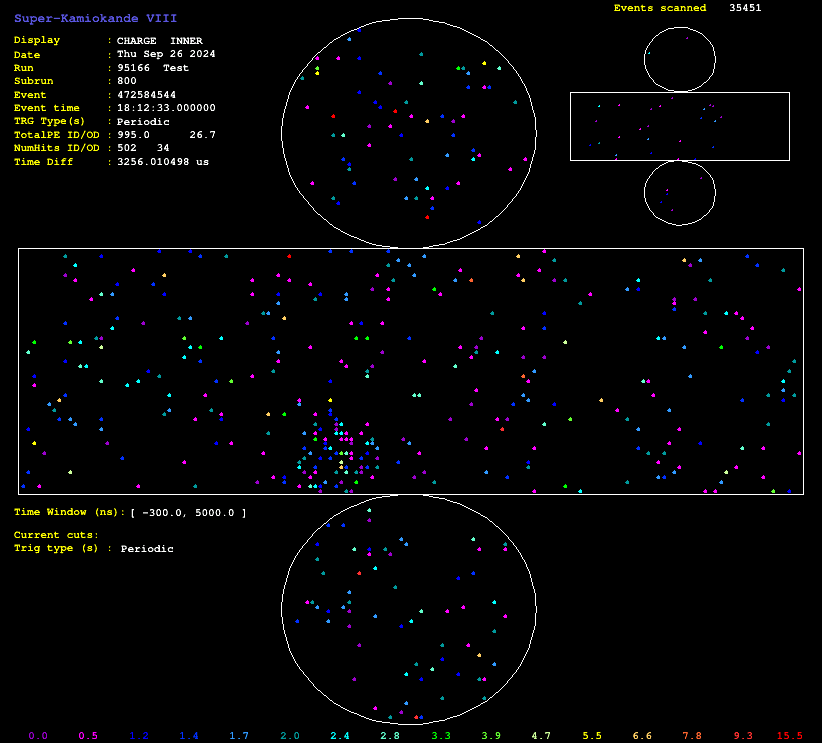 Super-Kamiokande VIII
Events scanned 35451
Display : CHARGE INNER
Date : Thu Sep 26 2024
Run : 95166 Test
Subrun : 800
Event : 472584544
Event time : 18:12:33.000000
TRG Type(s) : Periodic
TotalPE ID/OD : 995.0 26.7
NumHits ID/OD : 502 34
Time Diff : 3256.010498 us
Time Window (ns): [ -300.0, 5000.0 ]
Current cuts:
Trig type (s) : Periodic
0.0 0.5 1.2 1.4 1.7 2.0 2.4 2.8 3.3 3.9 4.7 5.5 6.6 7.8 9.3 15.5